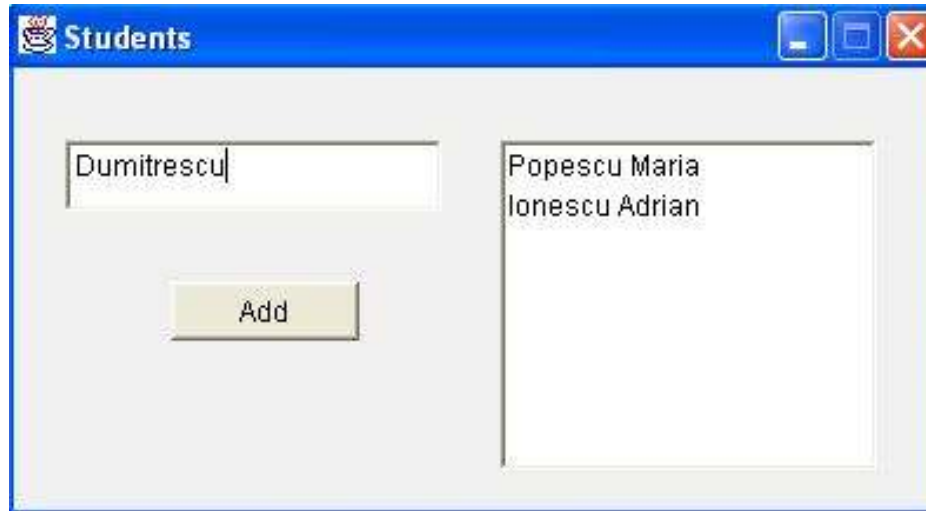 Students
Dumitrescu
Popescu Maria
Ionescu Adrian
Add